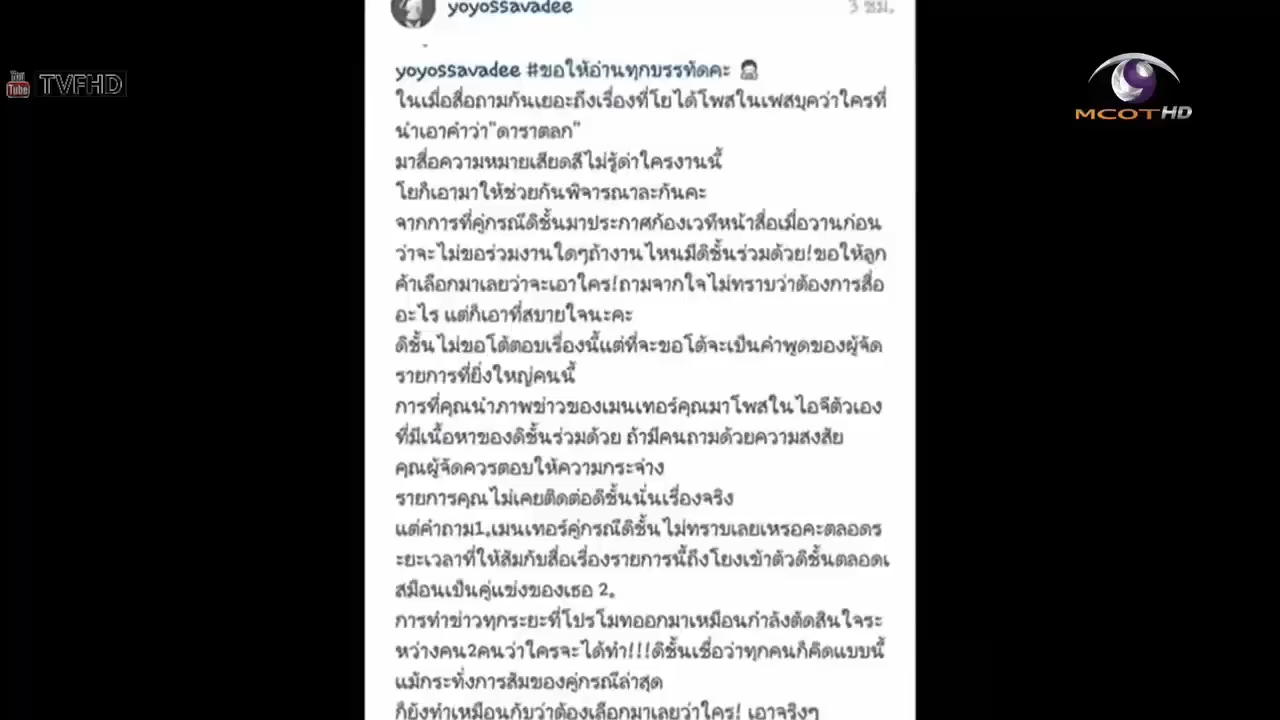 yoyossavadee
3 ชม.
You Tube TVFHD
MCOT HD
yoyossavadee #ขอให้อ่านทุกบรรทัดคะ
ในเมื่อสื่อถามกันเยอะถึงเรื่องที่โยได้โพสในเฟสบุคว่าใครที่
นำเอาคำว่า"ดาราตลก"
มาสื่อความหมายเสียดสีไม่รู้ด่าใครงานนี้
โยก็เอามาให้ช่วยกันพิจารณาละกันคะ
จากการที่คู่กรณีดิชั้นมาประกาศก้องเวทีหน้าสื่อเมื่อวานก่อน
ว่าจะไม่ขอร่วมงานใดๆถ้างานไหนมีดิชั้นร่วมด้วย!ขอให้ลูก
ค้าเลือกมาเลยว่าจะเอาใคร!ถามจากใจไม่ทราบว่าต้องการสื่อ
อะไร แต่ก็เอาที่สบายใจนะคะ
ดิชั้นไม่ขอโต้ตอบเรื่องนี้แต่ที่จะขอโต้จะเป็นคำพูดของผู้จัด
รายการที่ยิ่งใหญ่คนนี้
การที่คุณนำภาพข่าวของเมนเทอร์คุณมาโพสในไอจีตัวเอง
ที่มีเนื้อหาของดิชั้นร่วมด้วย ถ้ามีคนถามด้วยความสงสัย
คุณผู้จัดควรตอบให้ความกระจ่าง
รายการคุณไม่เคยติดต่อดิชั้นนั่นเรื่องจริง
แต่คำถาม1.เมนเทอร์คู่กรณีดิชั้นไม่ทราบเลยเหรอคะตลอดร
ะยะเวลาที่ให้สัมกับสื่อเรื่องรายการนี้ถึงโยงเข้าตัวดิชั้นตลอดเ
สมือนเป็นคู่แข่งของเธอ 2.
การทำข่าวทุกระยะที่โปรโมทออกมาเหมือนกำลังตัดสินใจระ
หว่างคน2คนว่าใครจะได้ทำ!!!ดิชั้นเชื่อว่าทุกคนก็คิดแบบนี้
แม้กระทั่งการสัมของคู่กรณีล่าสุด
ก็ยังทำเหมือนกับว่าต้องเลือกมาเลยว่าใคร! เอาจริงๆ